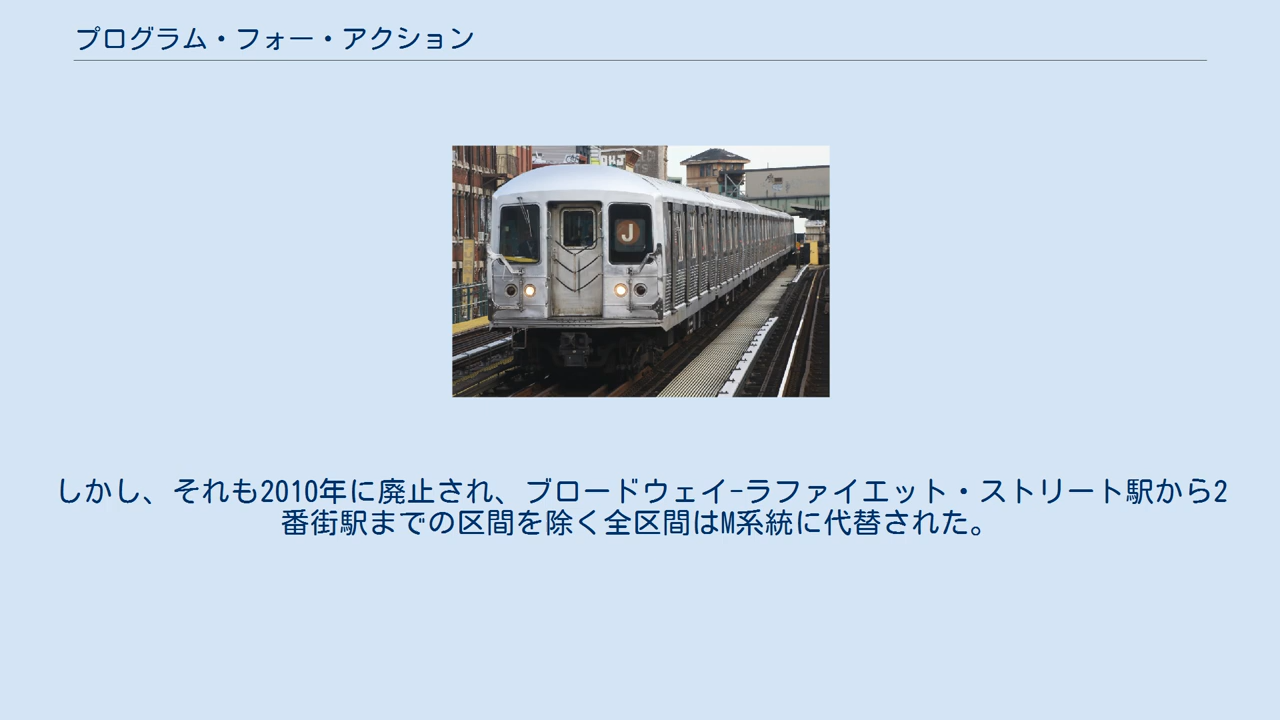 プログラム・フォー・アクション
J
しかし、それも2010年に廃止され、ブロードウェイ-ラファイエット・ストリート駅から2
番街駅までの区間を除く全区間はM系統に代替された。